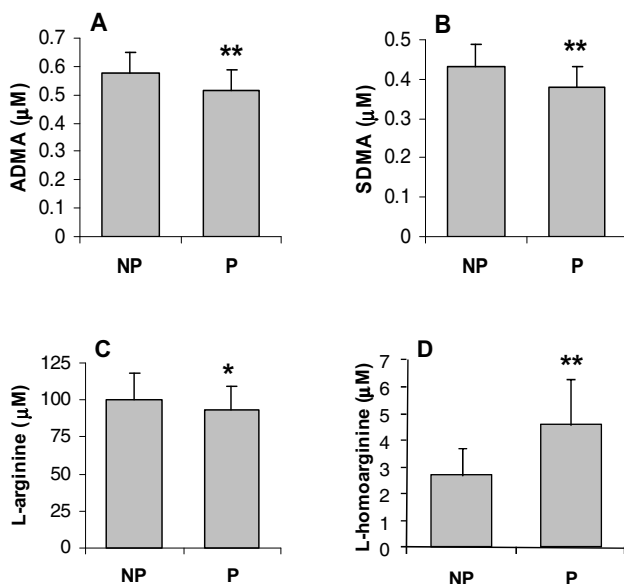 A
**
ADMA (μM)
0.7
0.6
0.5
0.4
0.3
0.2
0.1
0
NP P
B
**
SDMA (μM)
0.5
0.4
0.3
0.2
0.1
0
NP P
C
*
L-arginine (μM)
125
100
75
50
25
0
NP P
D
**
L-homoarginine (μM)
7
6
5
4
3
2
1
0
NP P